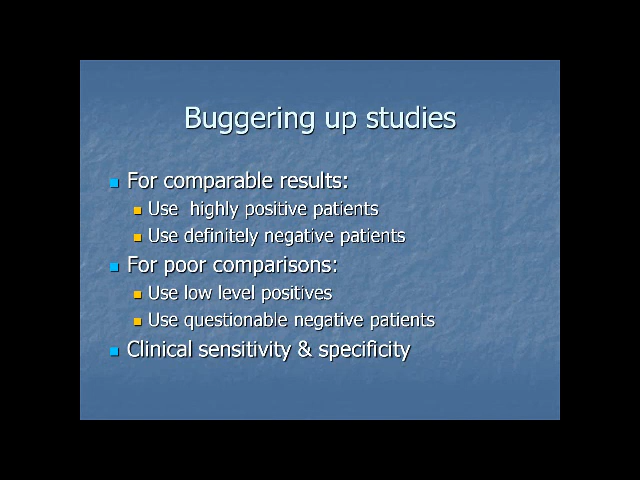 Buggering up studies
For comparable results:
Use highly positive patients
Use definitely negative patients
For poor comparisons:
Use low level positives
Use questionable negative patients
Clinical sensitivity & specificity